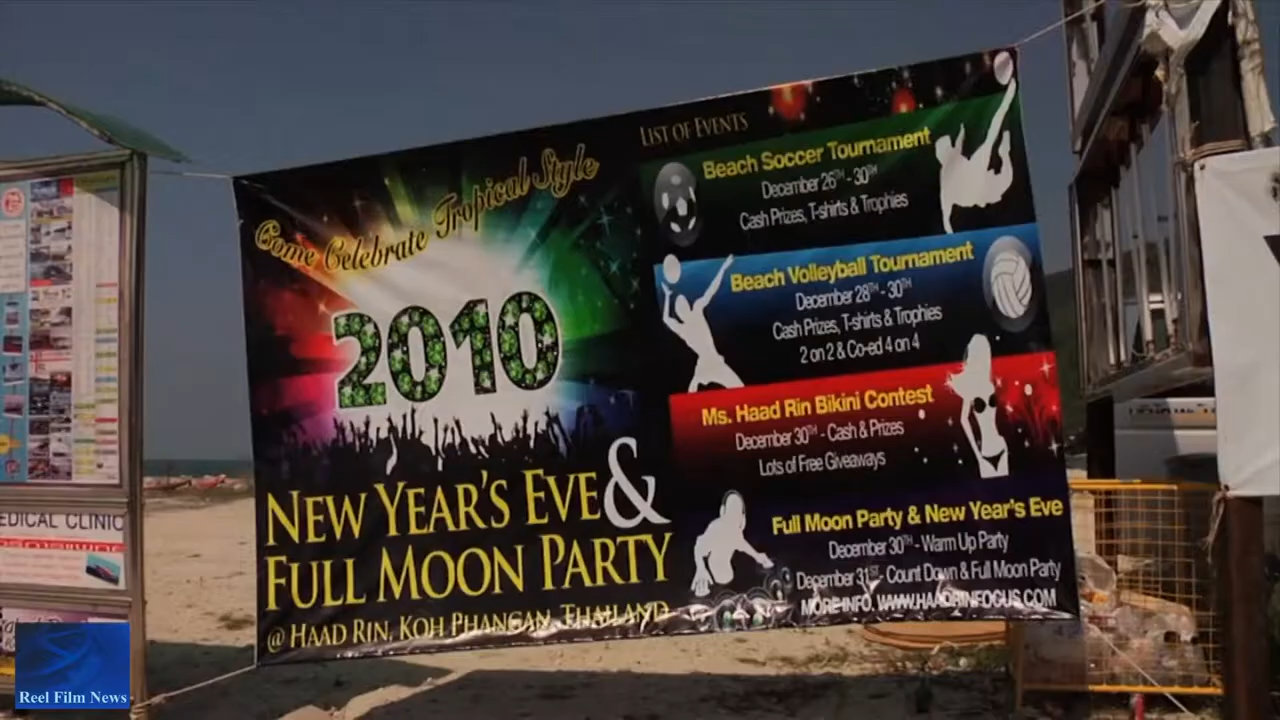 Come Celebrate Tropical Style
2010
NEW YEAR'S EVE &
FULL MOON PARTY
@ HAAD RIN, KOH PHANGAN, THAILAND
LIST OF EVENTS
Beach Soccer Tournament
December 26TH - 30TH
Cash Prizes, T-shirts & Trophies
Beach Volleyball Tournament
December 28TH - 30TH
Cash Prizes, T-shirts & Trophies
2 on 2 & Co-ed 4 on 4
Ms. Haad Rin Bikini Contest
December 30TH - Cash & Prizes
Lots of Free Giveaways
Full Moon Party & New Year's Eve
December 30TH - Warm Up Party
December 31ST - Count Down & Full Moon Party
MORE INFO. WWW.HAADRINFOCUS.COM
EDICAL CLINIC
Reel Film News